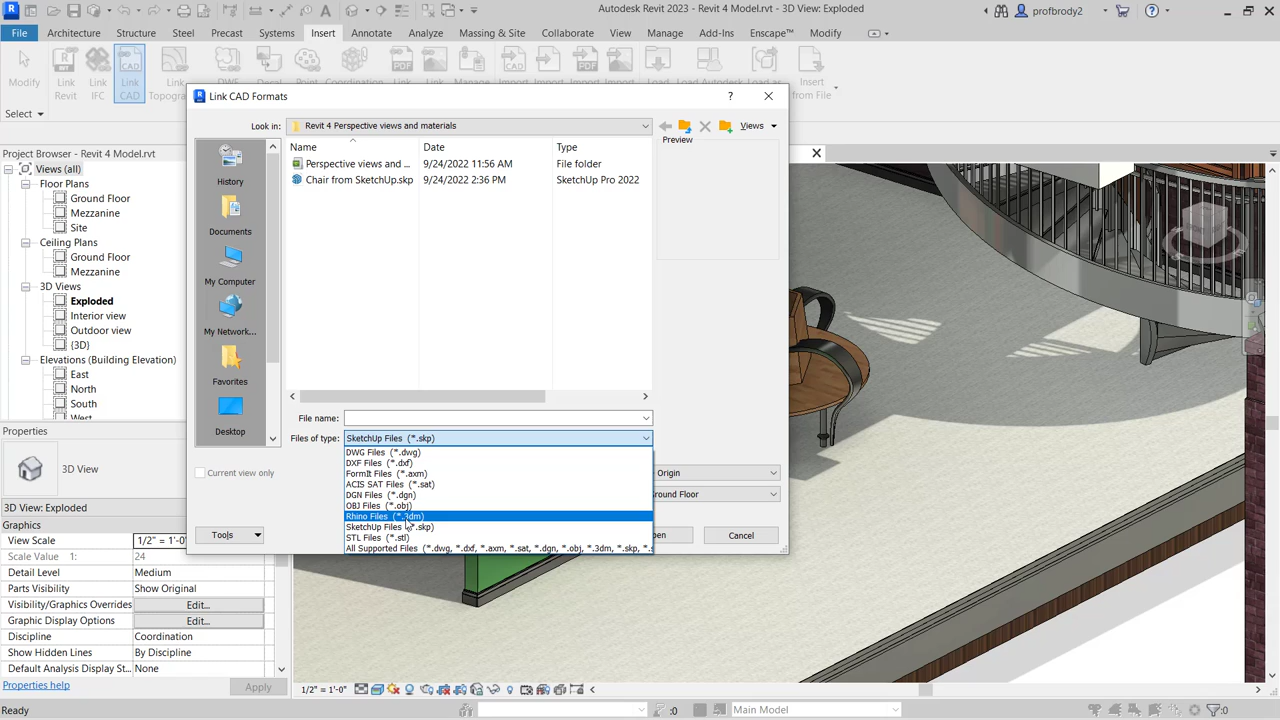 Autodesk Revit 2023 - Revit 4 Model.rvt - 3D View: Exploded
profbrody2
File Architecture Structure Steel Precast Systems Insert Annotate Analyze Massing & Site Collaborate View Manage Add-Ins Enscape™ Modify
Modify
Link Revit
Link IFC
Link CAD
Link Topogra
Insert from File
Select
Link CAD Formats
Look in: Revit 4 Perspective views and materials
Views
Preview
Name Date Type
Perspective views and ... 9/24/2022 11:56 AM File folder
Chair from SketchUp.skp 9/24/2022 2:36 PM SketchUp Pro 2022
History
Documents
My Computer
My Network...
Favorites
Desktop
File name:
Files of type: SketchUp Files (*.skp)
DWG Files (*.dwg)
DXF Files (*.dxf)
FormIt Files (*.axm)
ACIS SAT Files (*.sat)
DGN Files (*.dgn)
OBJ Files (*.obj)
Rhino Files (*.3dm)
SketchUp Files (*.skp)
STL Files (*.stl)
All Supported Files (*.dwg, *.dxf, *.axm, *.sat, *.dgn, *.obj, *.3dm, *.skp, *.s
Current view only
Origin
Ground Floor
Tools
pen
Cancel
Project Browser - Revit 4 Model.rvt
Views (all)
Floor Plans
Ground Floor
Mezzanine
Site
Ceiling Plans
Ground Floor
Mezzanine
3D Views
Exploded
Interior view
Outdoor view
{3D}
Elevations (Building Elevation)
East
North
South
West
Properties
3D View
3D View: Exploded
Graphics
View Scale 1/2" = 1'-0"
Scale Value 1: 24
Detail Level Medium
Parts Visibility Show Original
Visibility/Graphics Overrides Edit...
Graphic Display Options Edit...
Discipline Coordination
Show Hidden Lines By Discipline
Default Analysis Display St... None
Properties help
Apply
1/2" = 1'-0"
Ready
:0
Main Model
:0